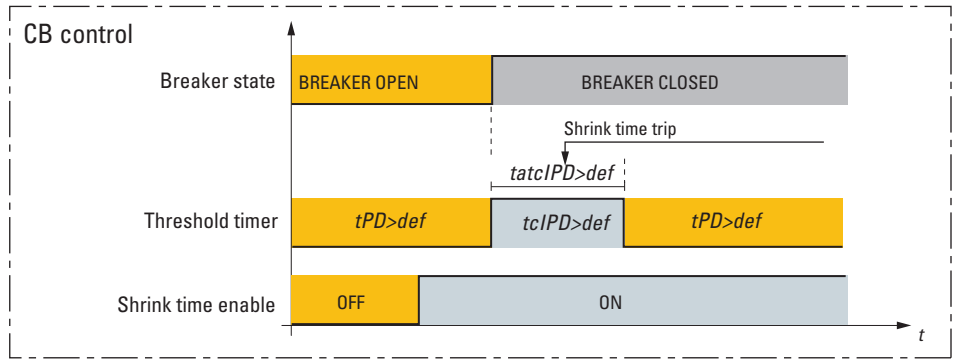 CB control
Breaker state
BREAKER OPEN
BREAKER CLOSED
Shrink time trip
tatcIPD>def
Threshold timer
tPD>def
tcIPD>def
tPD>def
Shrink time enable
OFF
ON
t